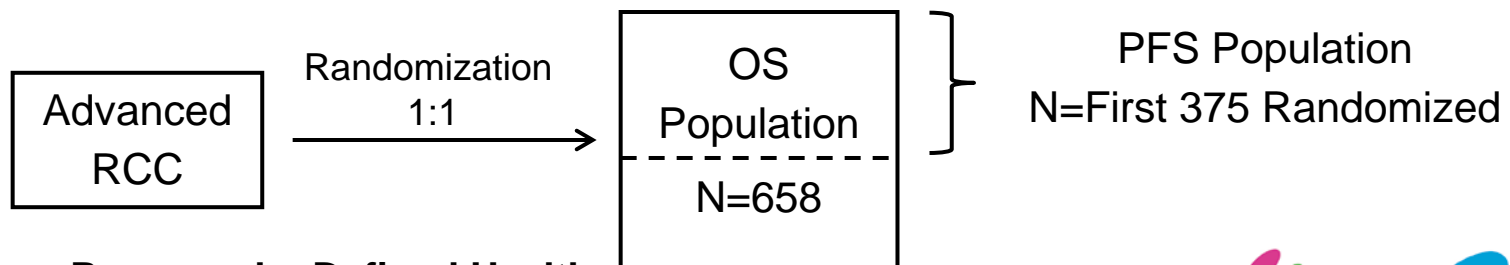 Advanced
RCC
Randomization
1:1
OS
Population
N=658
PFS Population
N=First 375 Randomized